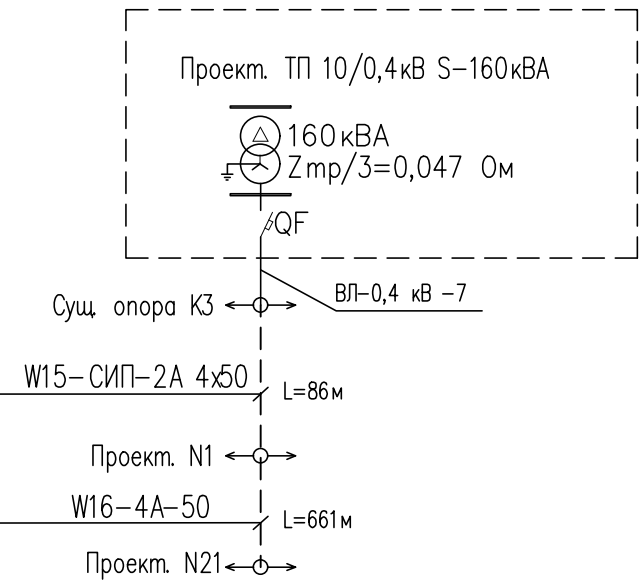 Проект. ТП 10/0,4кВ S-160кВА
160кВА
Zтр/3=0,047 Ом
QF
ВЛ-0,4 кВ -7
Сущ. опора К3
W15-СИП-2А 4х50
L=86м
Проект. N1
W16-4А-50
L=661м
Проект. N21